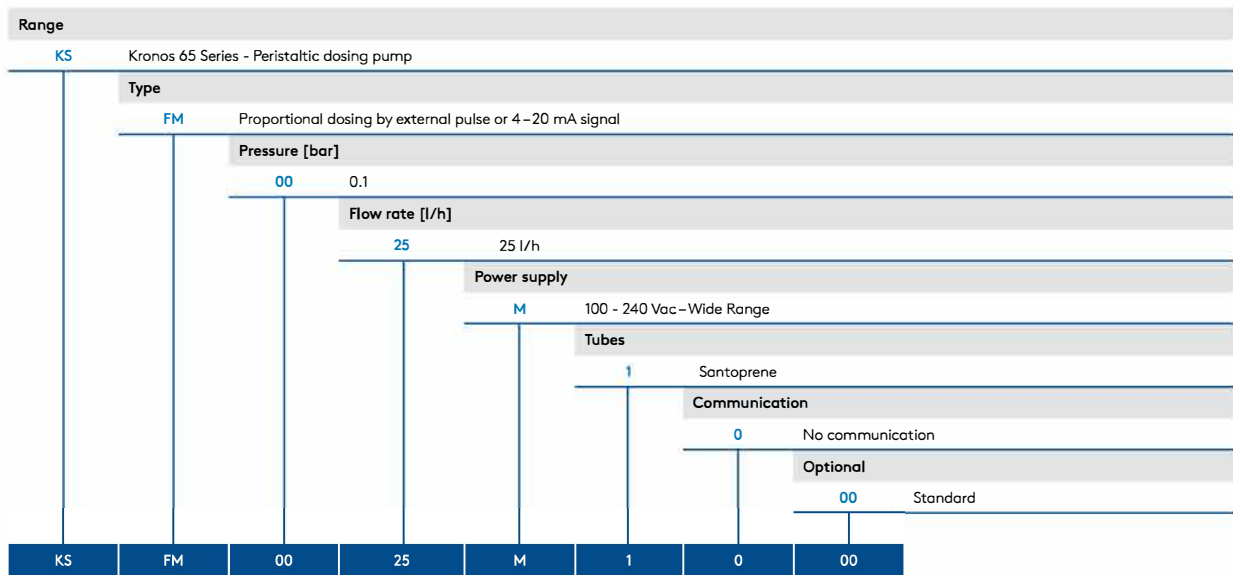 Range
KS Kronos 65 Series - Peristaltic dosing pump
Type
FM Proportional dosing by external pulse or 4–20 mA signal
Pressure [bar]
00 0.1
Flow rate [l/h]
25 25 l/h
Power supply
M 100 - 240 Vac–Wide Range
Tubes
1 Santoprene
Communication
0 No communication
Optional
00 Standard
KS FM 00 25 M 1 0 00